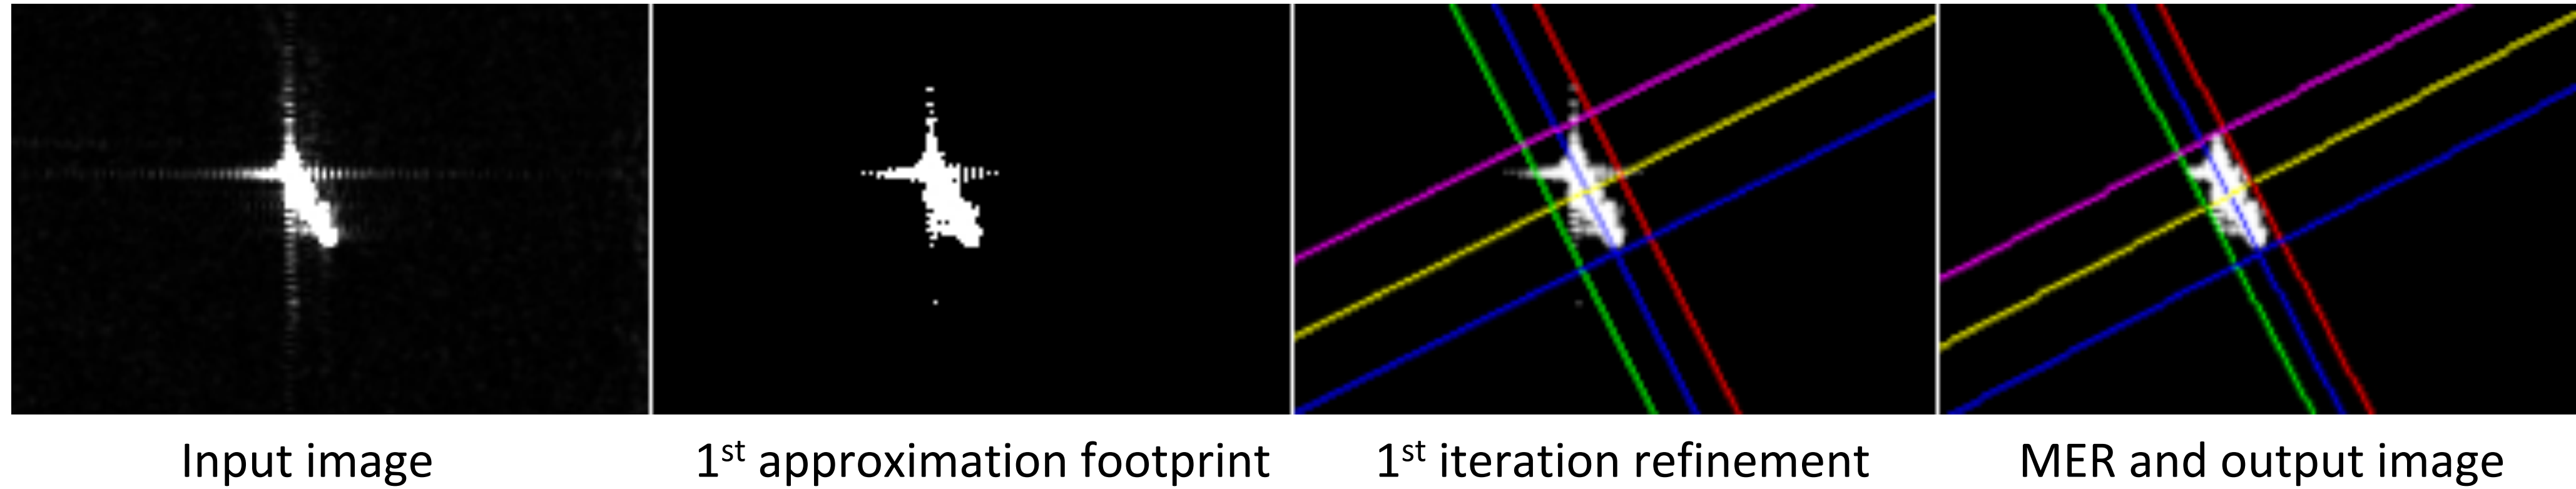 Input image
1st approximation footprint
1st iteration refinement
MER and output image